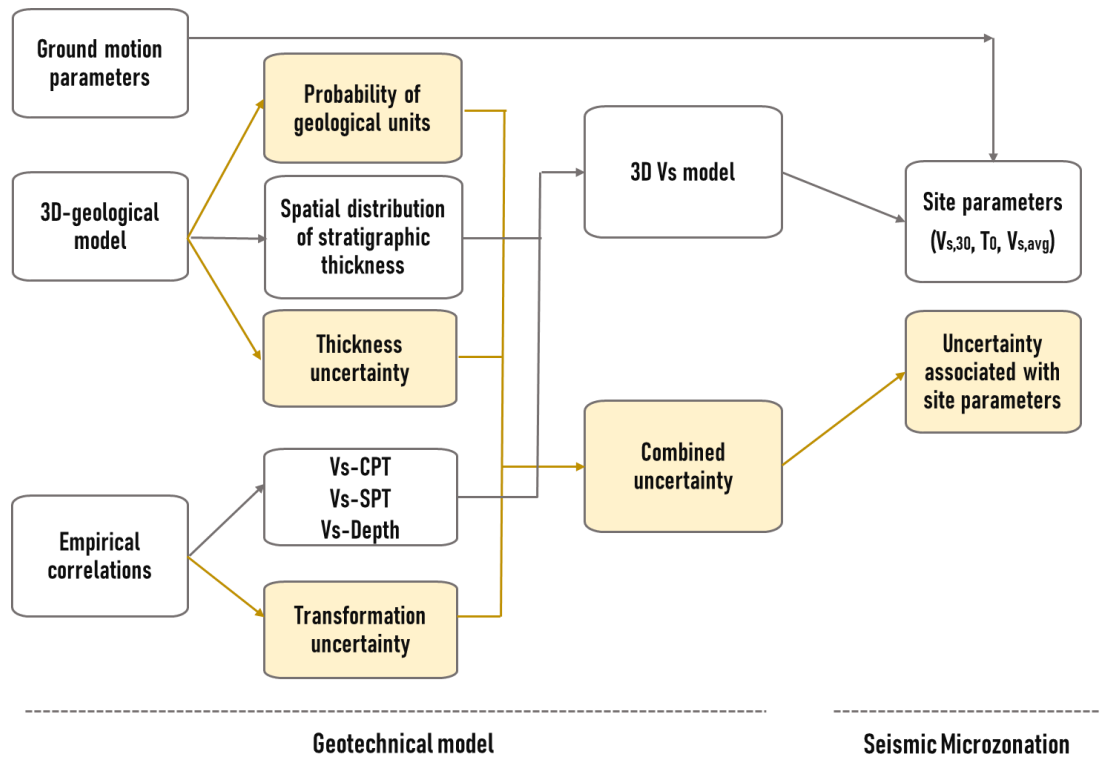 Ground motion
parameters
3D-geological
model
Empirical
correlations
Probability of
geological units
Spatial distribution
of stratigraphic
thickness
Thickness
uncertainty
Vs-CPT
Vs-SPT
Vs-Depth
Transformation
uncertainty
3D Vs model
Combined
uncertainty
Site parameters
(Vs,30, T0, Vs,avg)
Uncertainty
associated with
site parameters
Geotechnical model
Seismic Microzonation